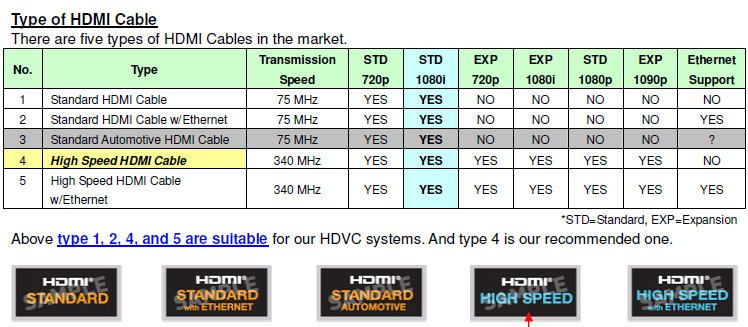 Type of HDMI Cable
There are five types of HDMI Cables in the market.
No. Type Transmission Speed STD 720p STD 1080i EXP 720p EXP 1080i STD 1080p EXP 1090p Ethernet Support
1 Standard HDMI Cable 75 MHz YES YES NO NO NO NO NO
2 Standard HDMI Cable w/Ethernet 75 MHz YES YES NO NO NO NO YES
3 Standard Automotive HDMI Cable 75 MHz YES YES NO NO NO NO ?
4 High Speed HDMI Cable 340 MHz YES YES YES YES YES YES NO
5 High Speed HDMI Cable w/Ethernet 340 MHz YES YES YES YES YES YES YES
*STD=Standard, EXP=Expansion
Above type 1, 2, 4, and 5 are suitable for our HDVC systems. And type 4 is our recommended one.
HDMI STANDARD SAMPLE
HDMI STANDARD with ETHERNET SAMPLE
HDMI STANDARD AUTOMOTIVE SAMPLE
HDMI HIGH SPEED SAMPLE
HDMI HIGH SPEED with ETHERNET SAMPLE